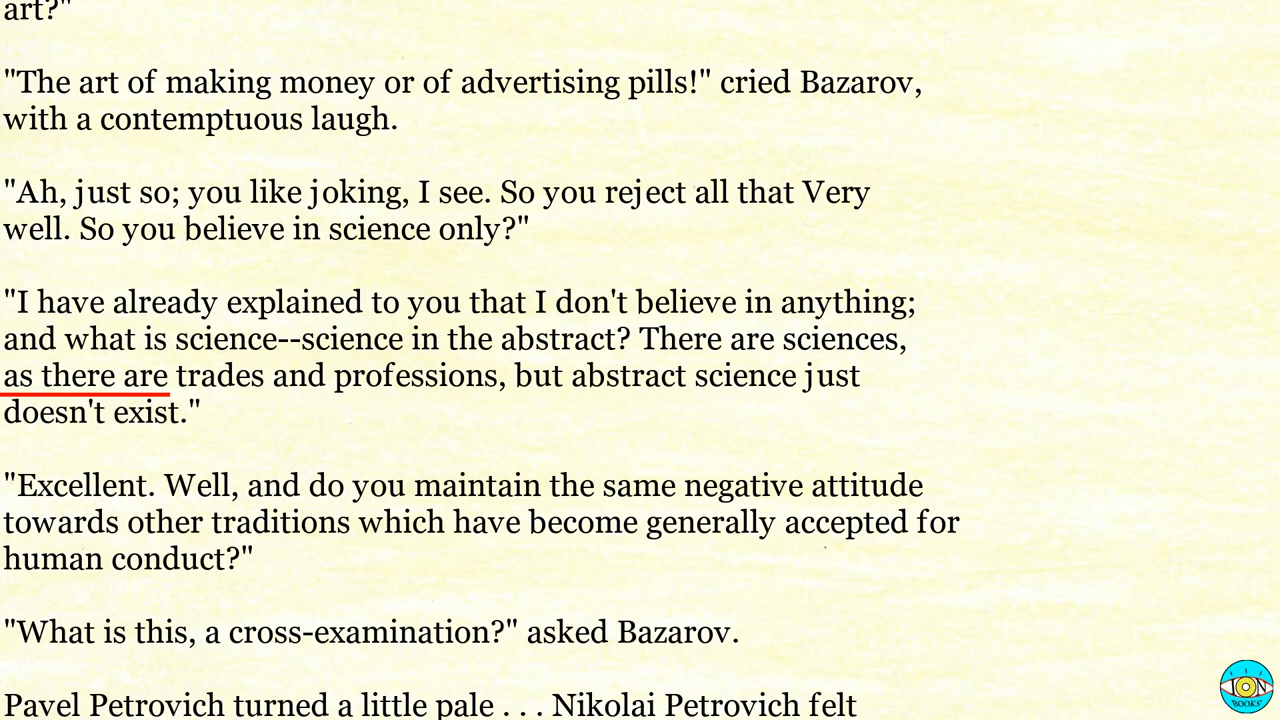 art?"
"The art of making money or of advertising pills!" cried Bazarov,
with a contemptuous laugh.
"Ah, just so; you like joking, I see. So you reject all that Very
well. So you believe in science only?"
"I have already explained to you that I don't believe in anything;
and what is science--science in the abstract? There are sciences,
as there are trades and professions, but abstract science just
doesn't exist."
"Excellent. Well, and do you maintain the same negative attitude
towards other traditions which have become generally accepted for
human conduct?"
"What is this, a cross-examination?" asked Bazarov.
Pavel Petrovich turned a little pale . . . Nikolai Petrovich felt
ION
BOOKS